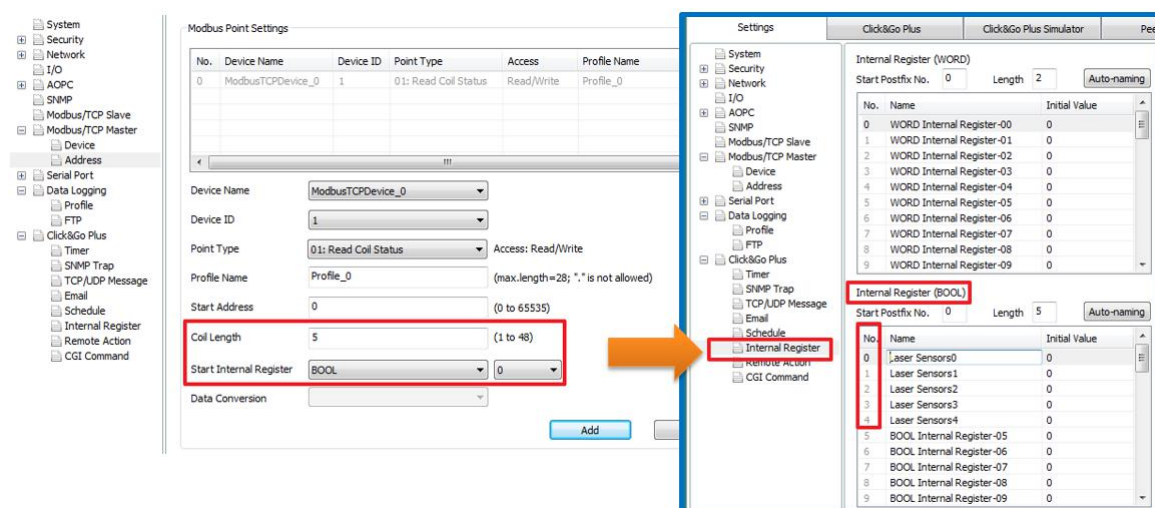 System
Security
Network
I/O
AOPC
SNMP
Modbus/TCP Slave
Modbus/TCP Master
Device
Address
Serial Port
Data Logging
Profile
FTP
Click&Go Plus
Timer
SNMP Trap
TCP/UDP Message
Email
Schedule
Internal Register
Remote Action
CGI Command
Modbus Point Settings
No. Device Name Device ID Point Type Access Profile Name
0 ModbusTCPDevice_0 1 01: Read Coil Status Read/Write Profile_0
Device Name ModbusTCPDevice_0
Device ID 1
Point Type 01: Read Coil Status Access: Read/Write
Profile Name Profile_0 (max.length=28; "." is not allowed)
Start Address 0 (0 to 65535)
Coil Length 5 (1 to 48)
Start Internal Register BOOL 0
Data Conversion
Add
Settings Click&Go Plus Click&Go Plus Simulator Pee
System
Security
Network
I/O
AOPC
SNMP
Modbus/TCP Slave
Modbus/TCP Master
Device
Address
Serial Port
Data Logging
Profile
FTP
Click&Go Plus
Timer
SNMP Trap
TCP/UDP Message
Email
Schedule
Internal Register
Remote Action
CGI Command
Internal Register (WORD)
Start Postfix No. 0 Length 2 Auto-naming
No. Name Initial Value
0 WORD Internal Register-00 0
1 WORD Internal Register-01 0
2 WORD Internal Register-02 0
3 WORD Internal Register-03 0
4 WORD Internal Register-04 0
5 WORD Internal Register-05 0
6 WORD Internal Register-06 0
7 WORD Internal Register-07 0
8 WORD Internal Register-08 0
9 WORD Internal Register-09 0
Internal Register (BOOL)
Start Postfix No. 0 Length 5 Auto-naming
No. Name Initial Value
0 Laser Sensors0 0
1 Laser Sensors1 0
2 Laser Sensors2 0
3 Laser Sensors3 0
4 Laser Sensors4 0
5 BOOL Internal Register-05 0
6 BOOL Internal Register-06 0
7 BOOL Internal Register-07 0
8 BOOL Internal Register-08 0
9 BOOL Internal Register-09 0